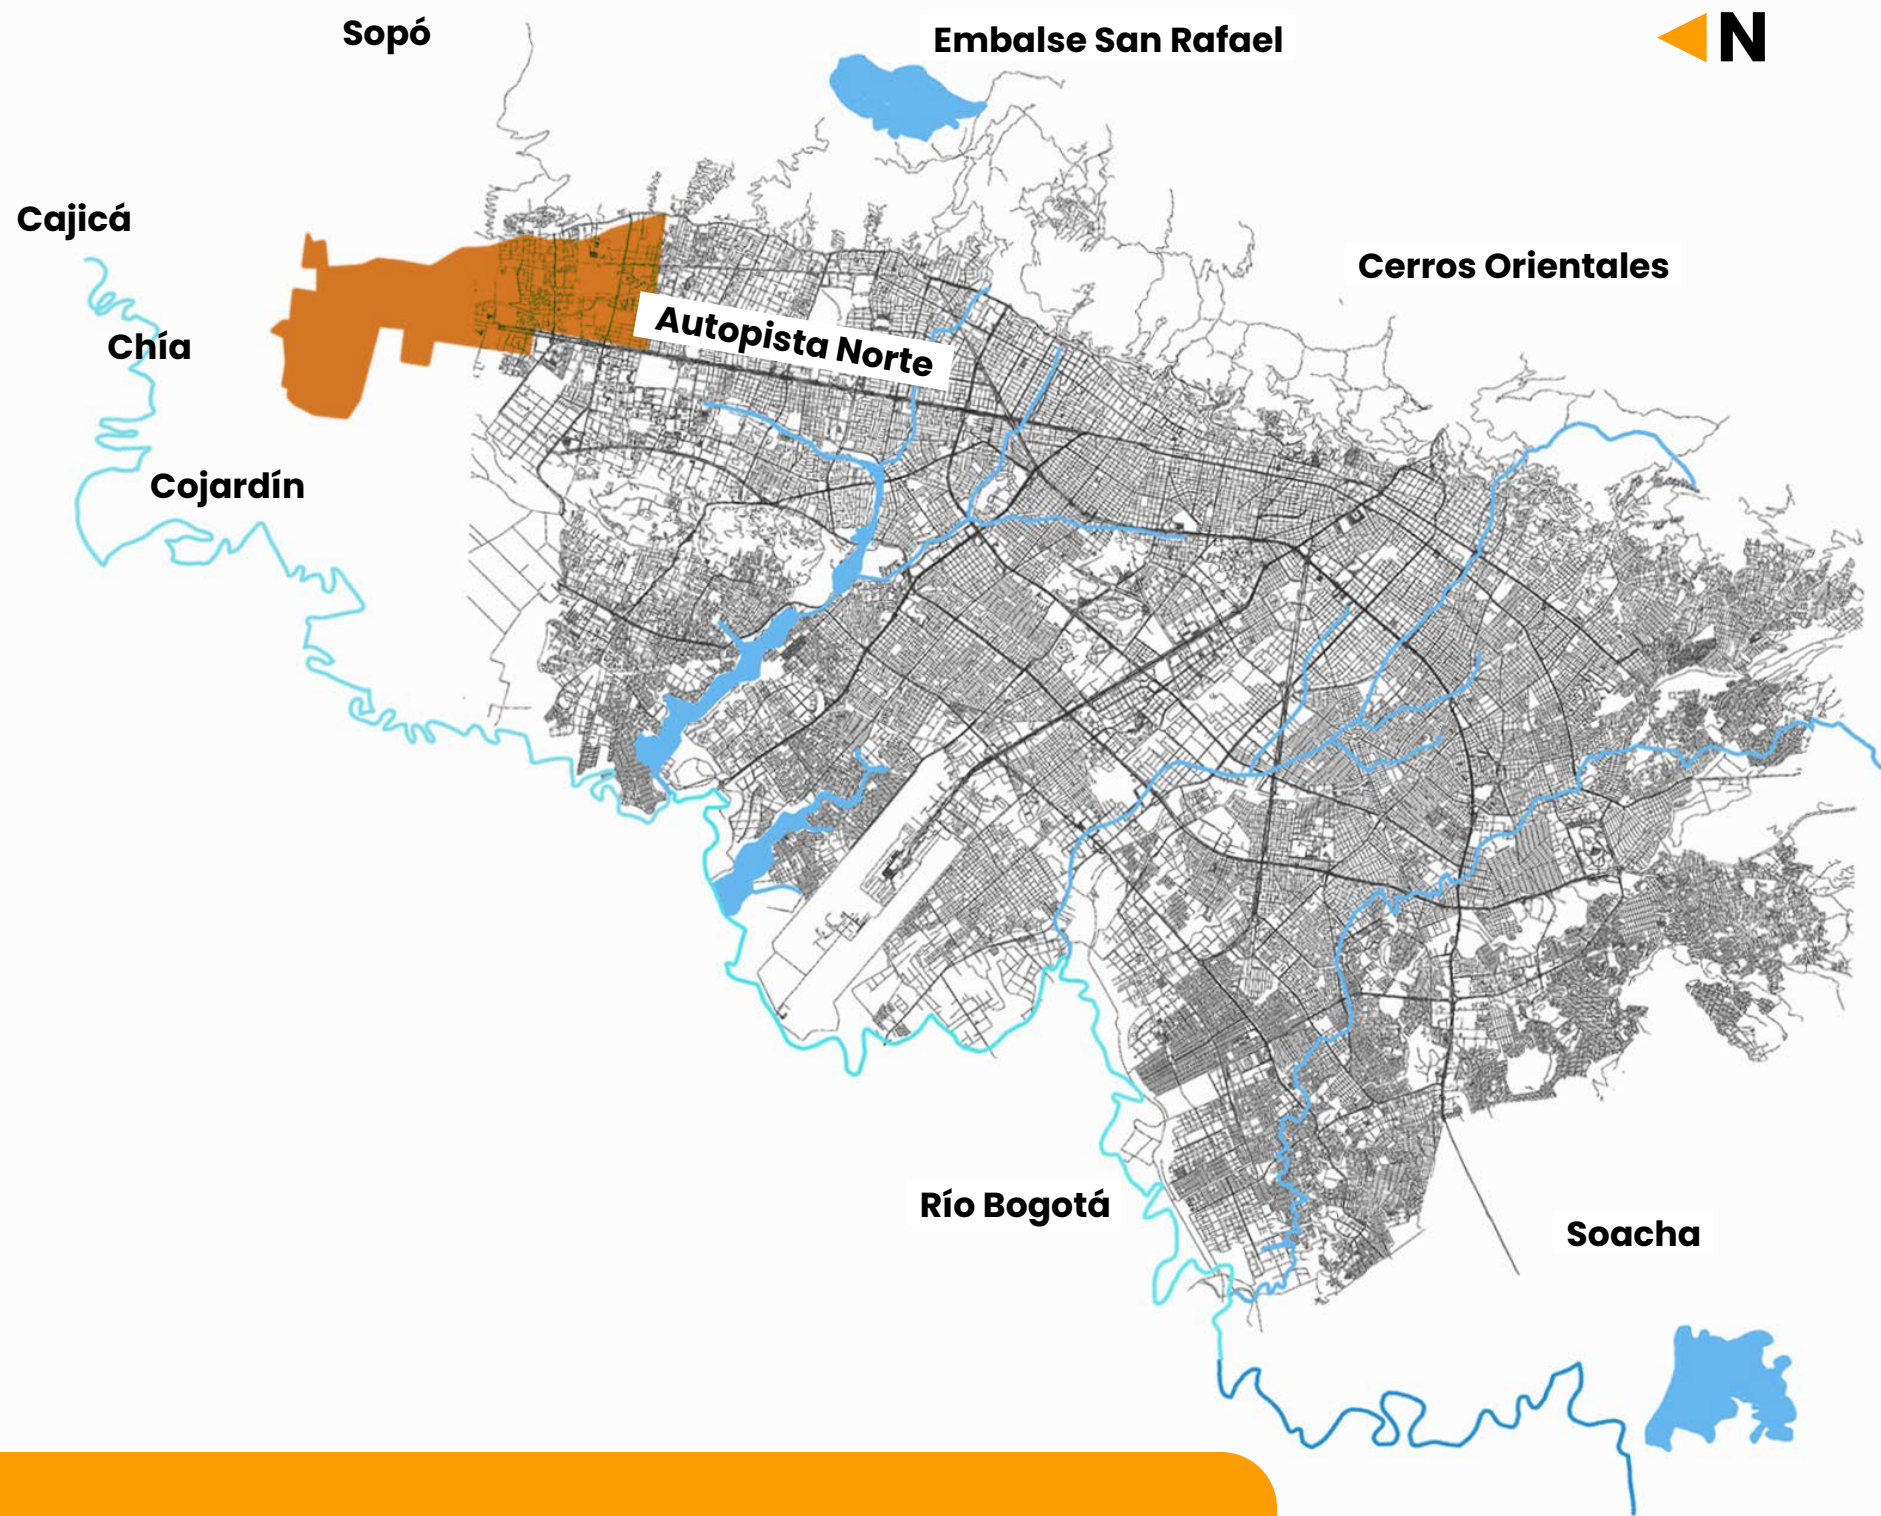 Sopó
Embalse San Rafael
N
Cajicá
Cerros Orientales
Autopista Norte
Chía
Cojardín
Río Bogotá
Soacha